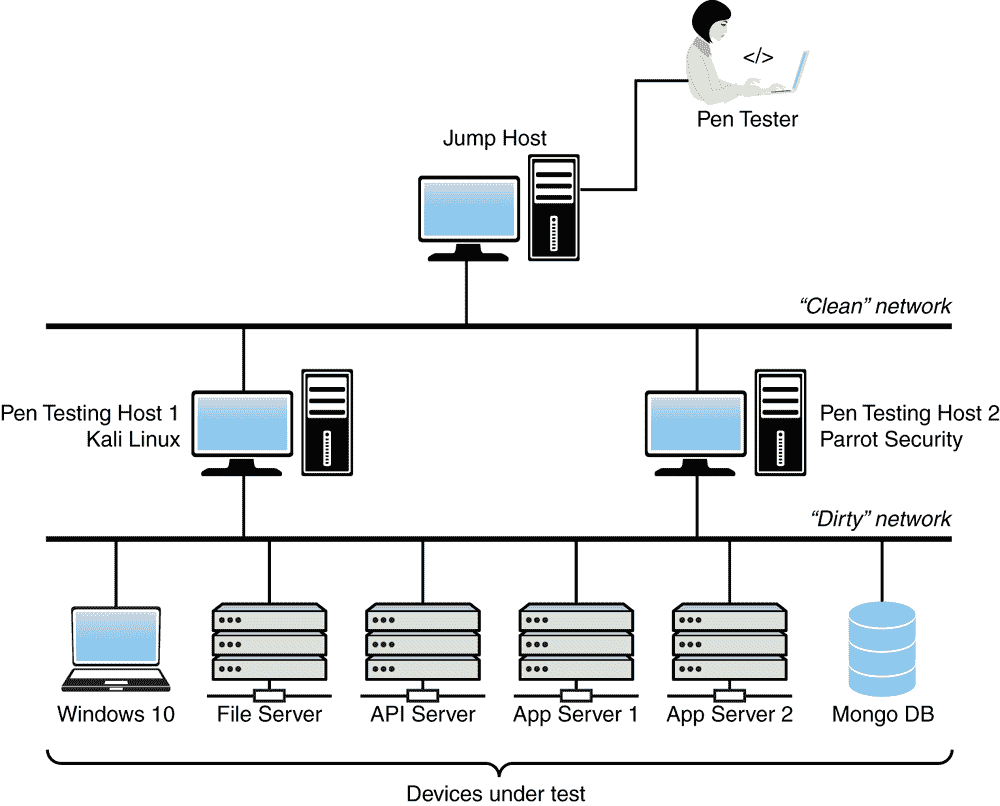 </>
Pen Tester
Jump Host
“Clean” network
Pen Testing Host 1
Kali Linux
Pen Testing Host 2
Parrot Security
“Dirty” network
Windows 10
File Server
API Server
App Server 1
App Server 2
Mongo DB
Devices under test